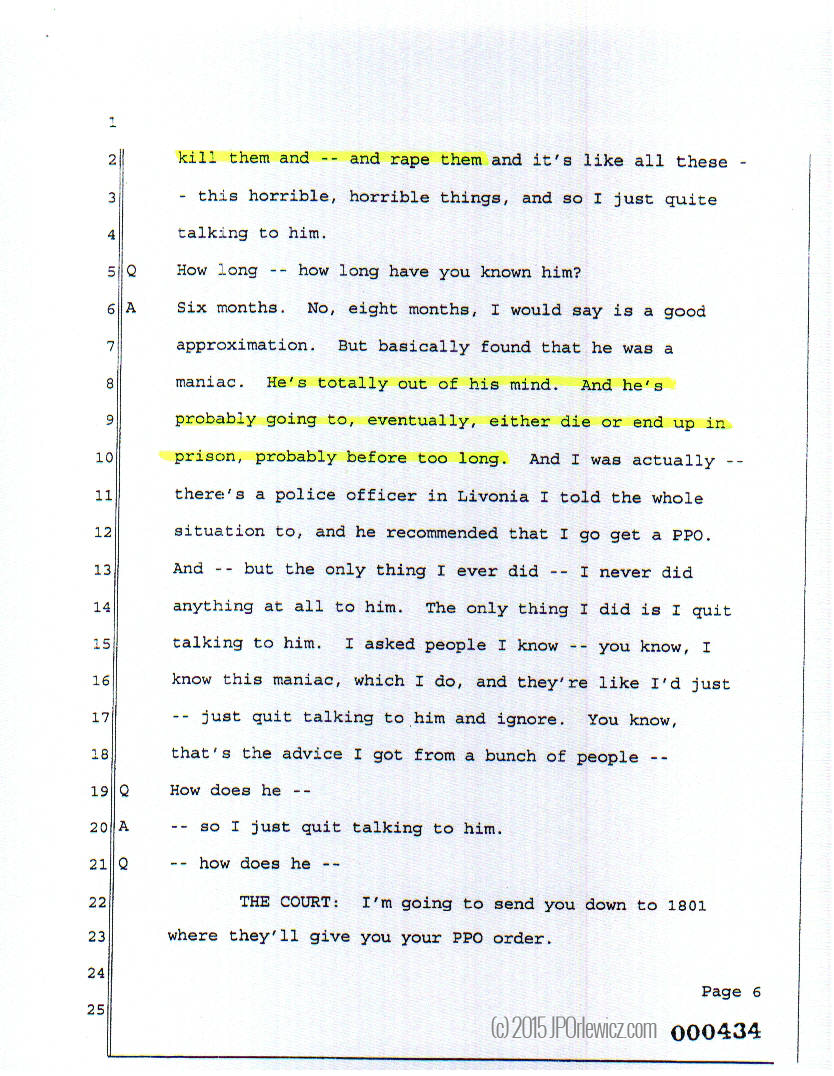 1
2 kill them and -- and rape them and it's like all these -
3 - this horrible, horrible things, and so I just quite
4 talking to him.
5 Q How long -- how long have you known him?
6 A Six months. No, eight months, I would say is a good
7 approximation. But basically found that he was a
8 maniac. He's totally out of his mind. And he's
9 probably going to, eventually, either die or end up in
10 prison, probably before too long. And I was actually --
11 there's a police officer in Livonia I told the whole
12 situation to, and he recommended that I go get a PPO.
13 And -- but the only thing I ever did -- I never did
14 anything at all to him. The only thing I did is I quit
15 talking to him. I asked people I know -- you know, I
16 know this maniac, which I do, and they're like I'd just
17 -- just quit talking to him and ignore. You know,
18 that's the advice I got from a bunch of people --
19 Q How does he --
20 A -- so I just quit talking to him.
21 Q -- how does he --
22 THE COURT: I'm going to send you down to 1801
23 where they'll give you your PPO order.
24
Page 6
25
(c) 2015 JPOrlewicz.com 000434